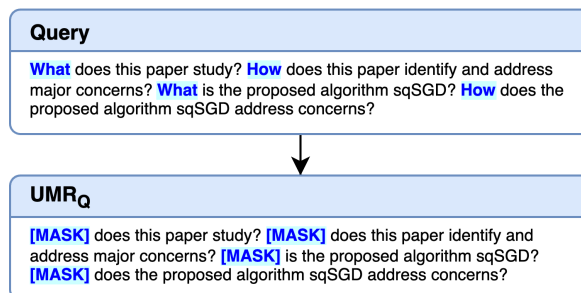 Query
What does this paper study? How does this paper identify and address
major concerns? What is the proposed algorithm sqSGD? How does the
proposed algorithm sqSGD address concerns?
UMRQ
[MASK] does this paper study? [MASK] does this paper identify and
address major concerns? [MASK] is the proposed algorithm sqSGD?
[MASK] does the proposed algorithm sqSGD address concerns?